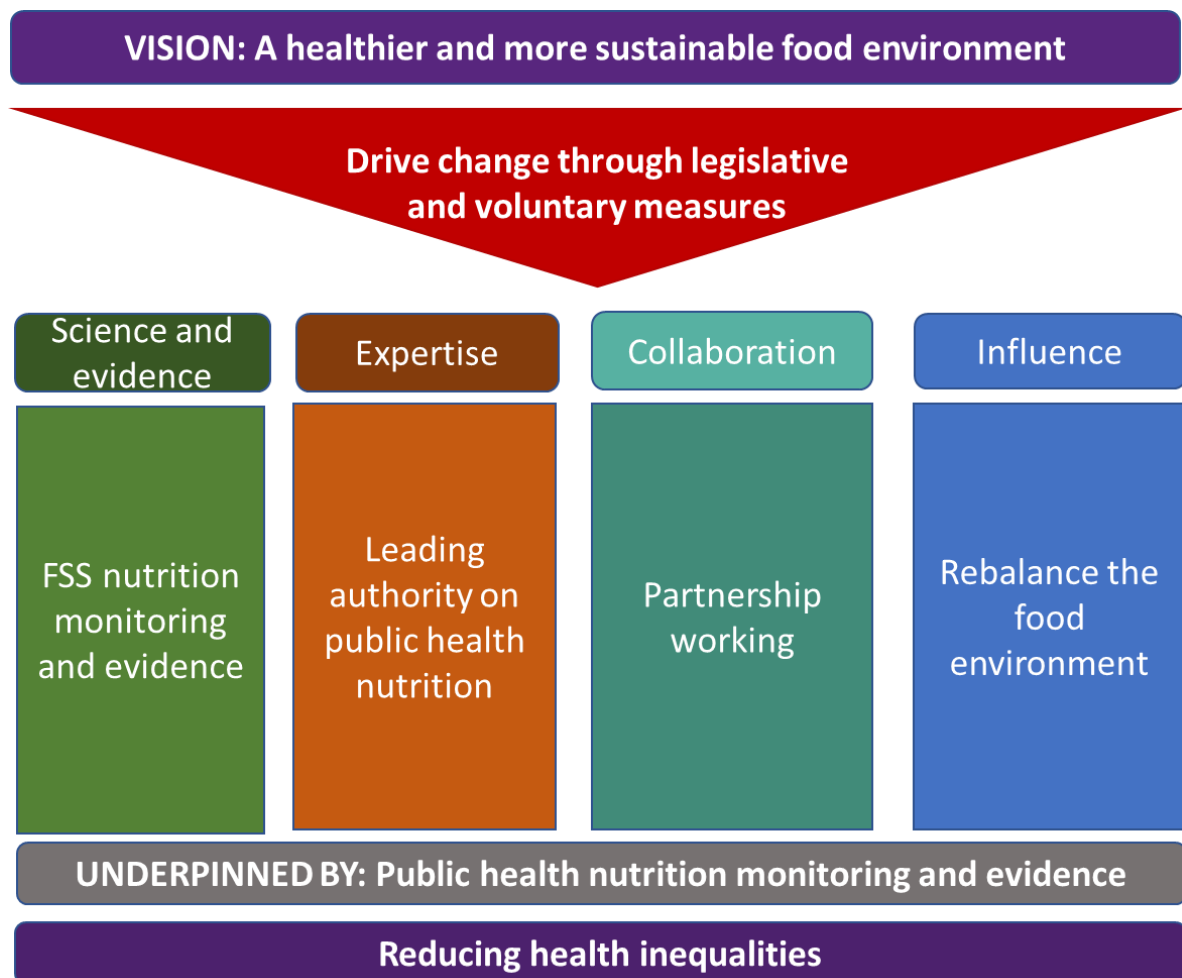 VISION: A healthier and more sustainable food environment
Drive change through legislative
and voluntary measures
Science and
evidence
Expertise
Collaboration
Influence
FSS nutrition
monitoring
and evidence
Leading
authority on
public health
nutrition
Partnership
working
Rebalance the
food
environment
UNDERPINNED BY: Public health nutrition monitoring and evidence
Reducing health inequalities